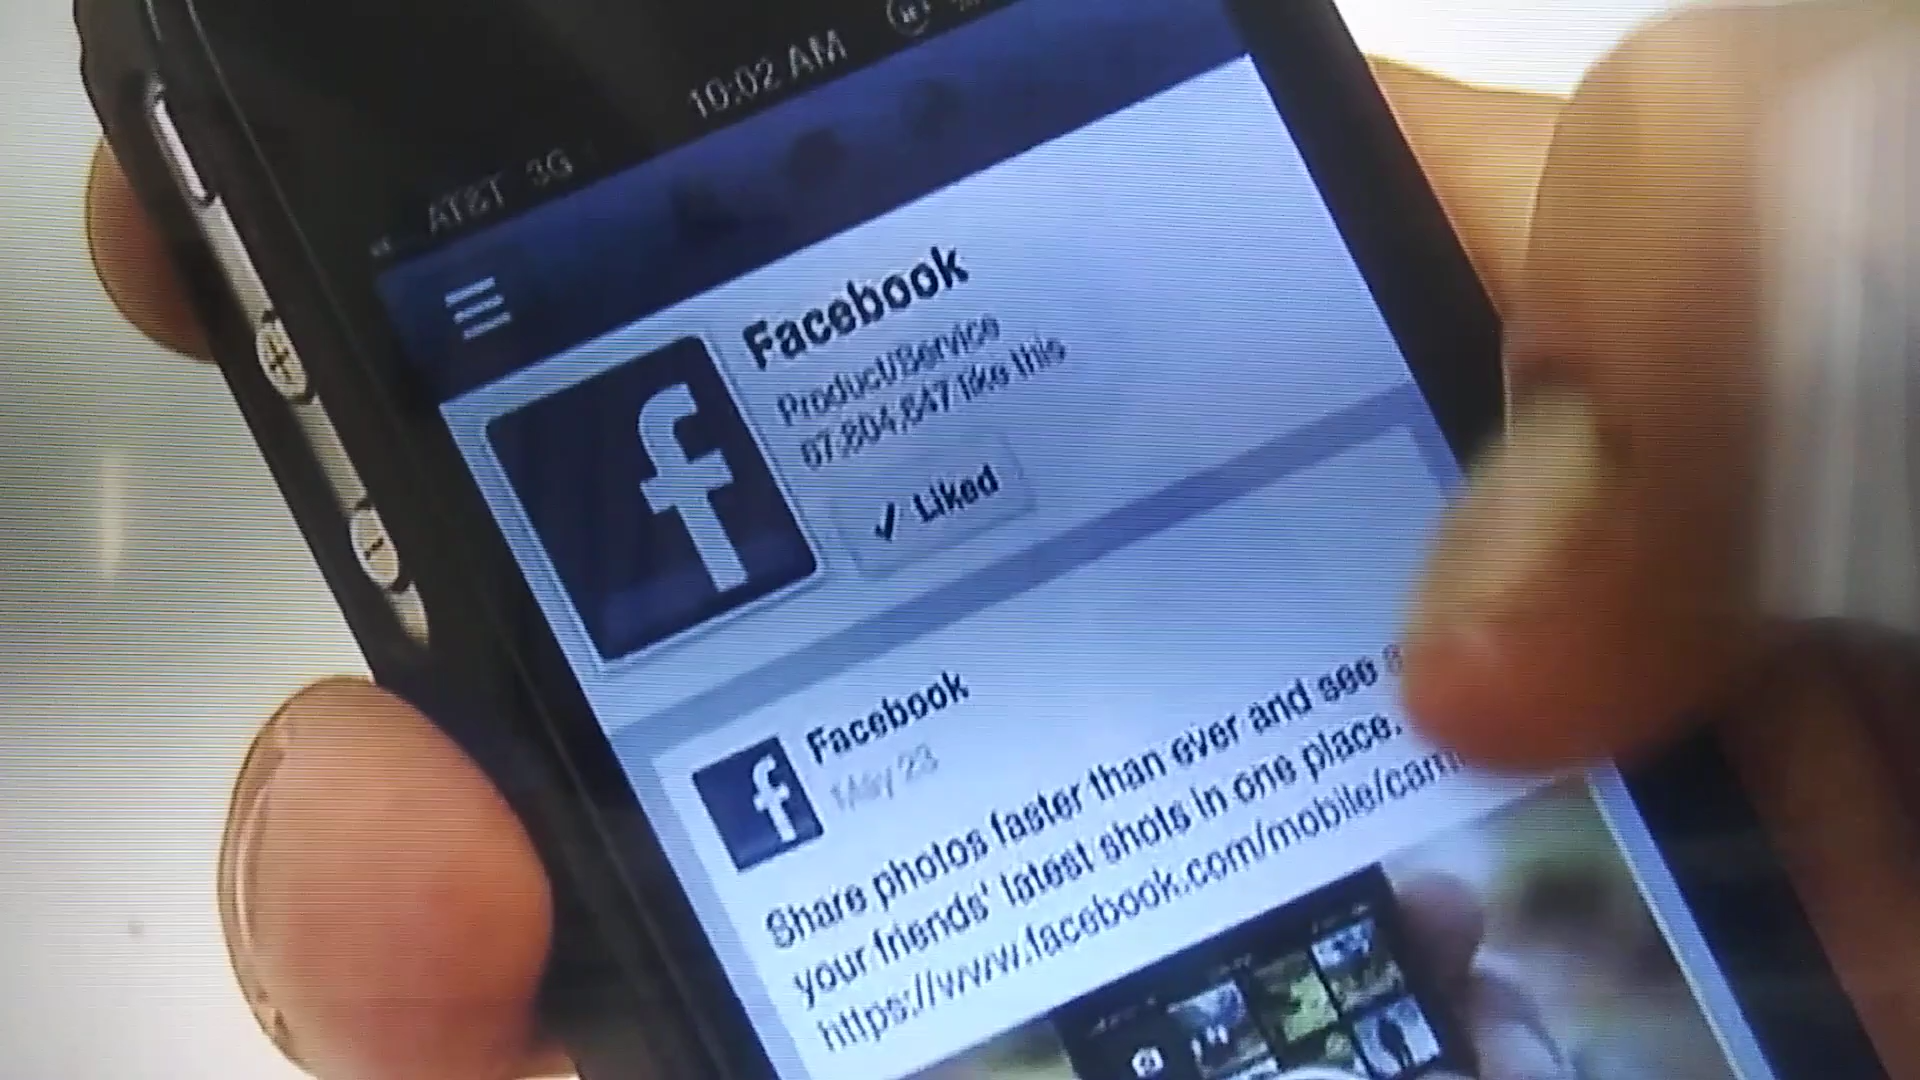 10:02 AM
AT&T 3G
Facebook
Product/Service
67,804,647 like this
✓ Liked
Facebook
May 23
Share photos faster than ever and see
your friends' latest shots in one place.
https://www.facebook.com/mobile/cam